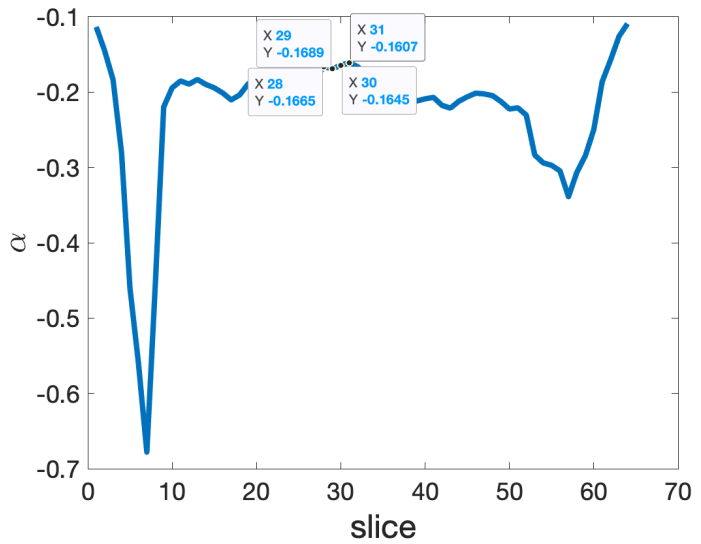 -0.1
-0.2
-0.3
-0.4
-0.5
-0.6
-0.7
α
X 29
Y -0.1689
X 31
Y -0.1607
X 28
Y -0.1665
X 30
Y -0.1645
0 10 20 30 40 50 60 70
slice